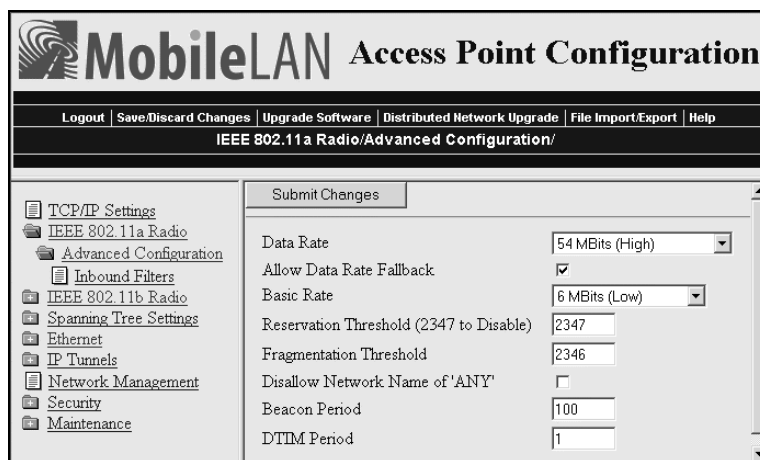 MobileLAN Access Point Configuration
Logout | Save/Discard Changes | Upgrade Software | Distributed Network Upgrade | File Import/Export | Help
IEEE 802.11a Radio/Advanced Configuration/
TCP/IP Settings
IEEE 802.11a Radio
Advanced Configuration
Inbound Filters
IEEE 802.11b Radio
Spanning Tree Settings
Ethernet
IP Tunnels
Network Management
Security
Maintenance
Submit Changes
Data Rate 54 MBits (High)
Allow Data Rate Fallback
Basic Rate 6 MBits (Low)
Reservation Threshold (2347 to Disable) 2347
Fragmentation Threshold 2346
Disallow Network Name of 'ANY'
Beacon Period 100
DTIM Period 1